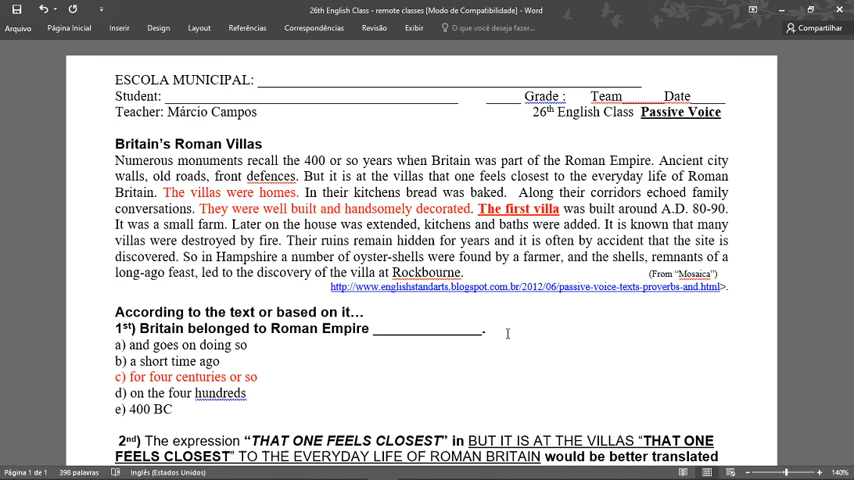 26th English Class - remote classes [Modo de Compatibilidade] - Word
Arquivo Página Inicial Inserir Design Layout Referências Correspondências Revisão Exibir O que você deseja fazer... Compartilhar
ESCOLA MUNICIPAL: ___________________________________________
Student: _________________________________ _____ Grade : Team______ Date_____
Teacher: Márcio Campos 26th English Class Passive Voice
Britain’s Roman Villas
Numerous monuments recall the 400 or so years when Britain was part of the Roman Empire. Ancient city
walls, old roads, front defences. But it is at the villas that one feels closest to the everyday life of Roman
Britain. The villas were homes. In their kitchens bread was baked. Along their corridors echoed family
conversations. They were well built and handsomely decorated. The first villa was built around A.D. 80-90.
It was a small farm. Later on the house was extended, kitchens and baths were added. It is known that many
villas were destroyed by fire. Their ruins remain hidden for years and it is often by accident that the site is
discovered. So in Hampshire a number of oyster-shells were found by a farmer, and the shells, remnants of
long-ago feast, led to the discovery of the villa at Rockbourne. (From “Mosaica”)
http://www.englishstandarts.blogspot.com.br/2012/06/passive-voice-texts-proverbs-and.html>.
According to the text or based on it…
1st) Britain belonged to Roman Empire ______________.
a) and goes on doing so
b) a short time ago
c) for four centuries or so
d) on the four hundreds
e) 400 BC
2nd) The expression “THAT ONE FEELS CLOSEST” in BUT IT IS AT THE VILLAS “THAT ONE
FEELS CLOSEST” TO THE EVERYDAY LIFE OF ROMAN BRITAIN would be better translated
Página 1 de 1 398 palavras Inglês (Estados Unidos) 140%